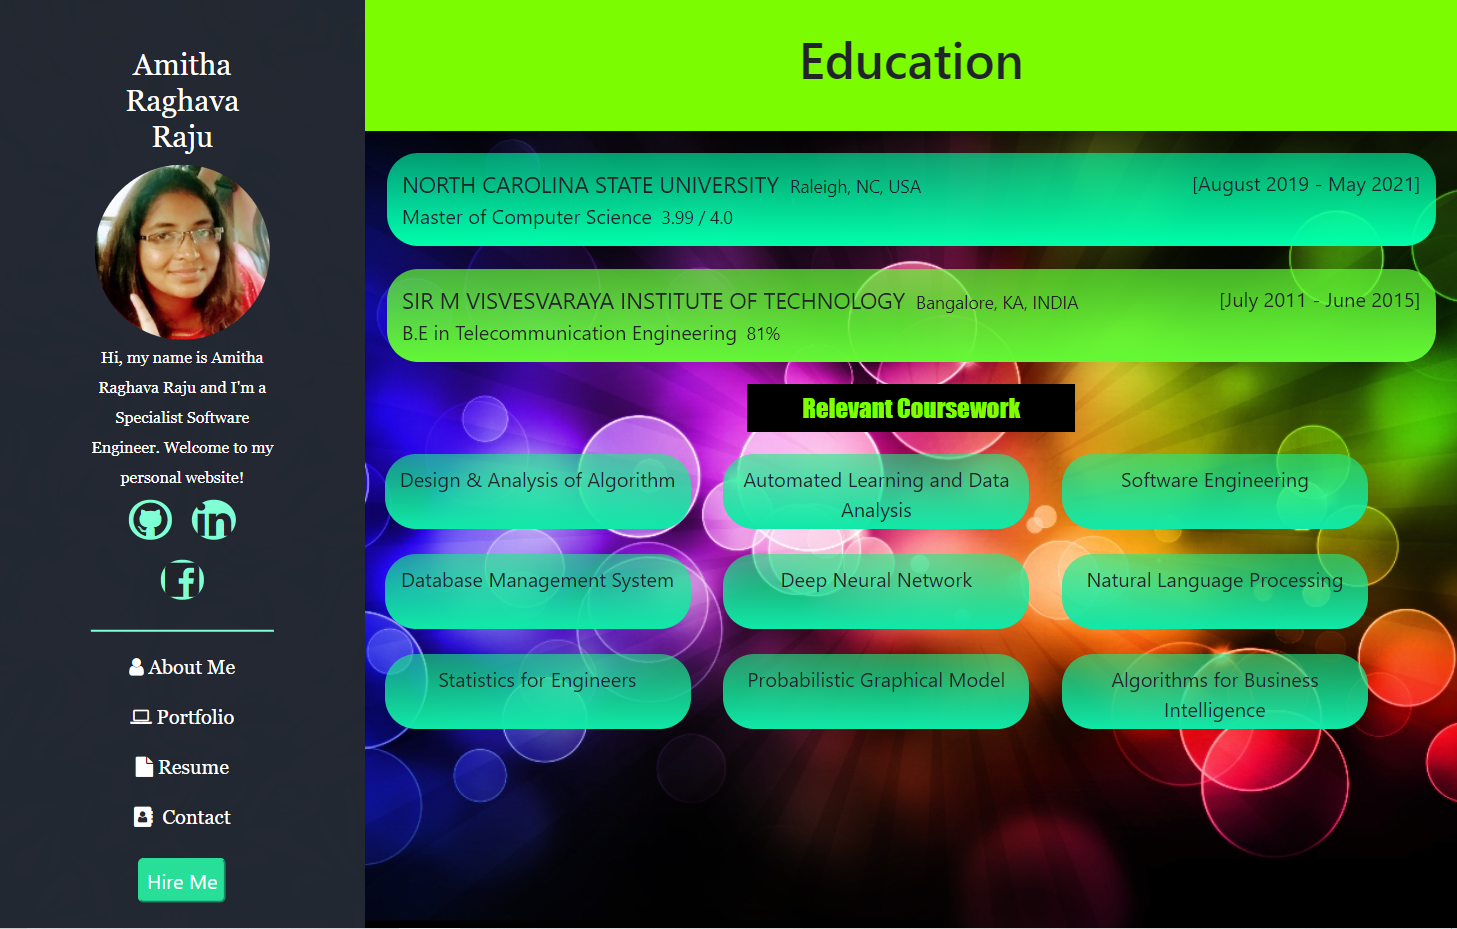 Amitha
Raghava
Raju
Hi, my name is Amitha
Raghava Raju and I'm a
Specialist Software
Engineer. Welcome to my
personal website!
in
f
About Me
Portfolio
Resume
Contact
Hire Me
Education
NORTH CAROLINA STATE UNIVERSITY Raleigh, NC, USA [August 2019 - May 2021]
Master of Computer Science 3.99 / 4.0
SIR M VISVESVARAYA INSTITUTE OF TECHNOLOGY Bangalore, KA, INDIA [July 2011 - June 2015]
B.E in Telecommunication Engineering 81%
Relevant Coursework
Design & Analysis of Algorithm
Automated Learning and Data
Analysis
Software Engineering
Database Management System
Deep Neural Network
Natural Language Processing
Statistics for Engineers
Probabilistic Graphical Model
Algorithms for Business
Intelligence